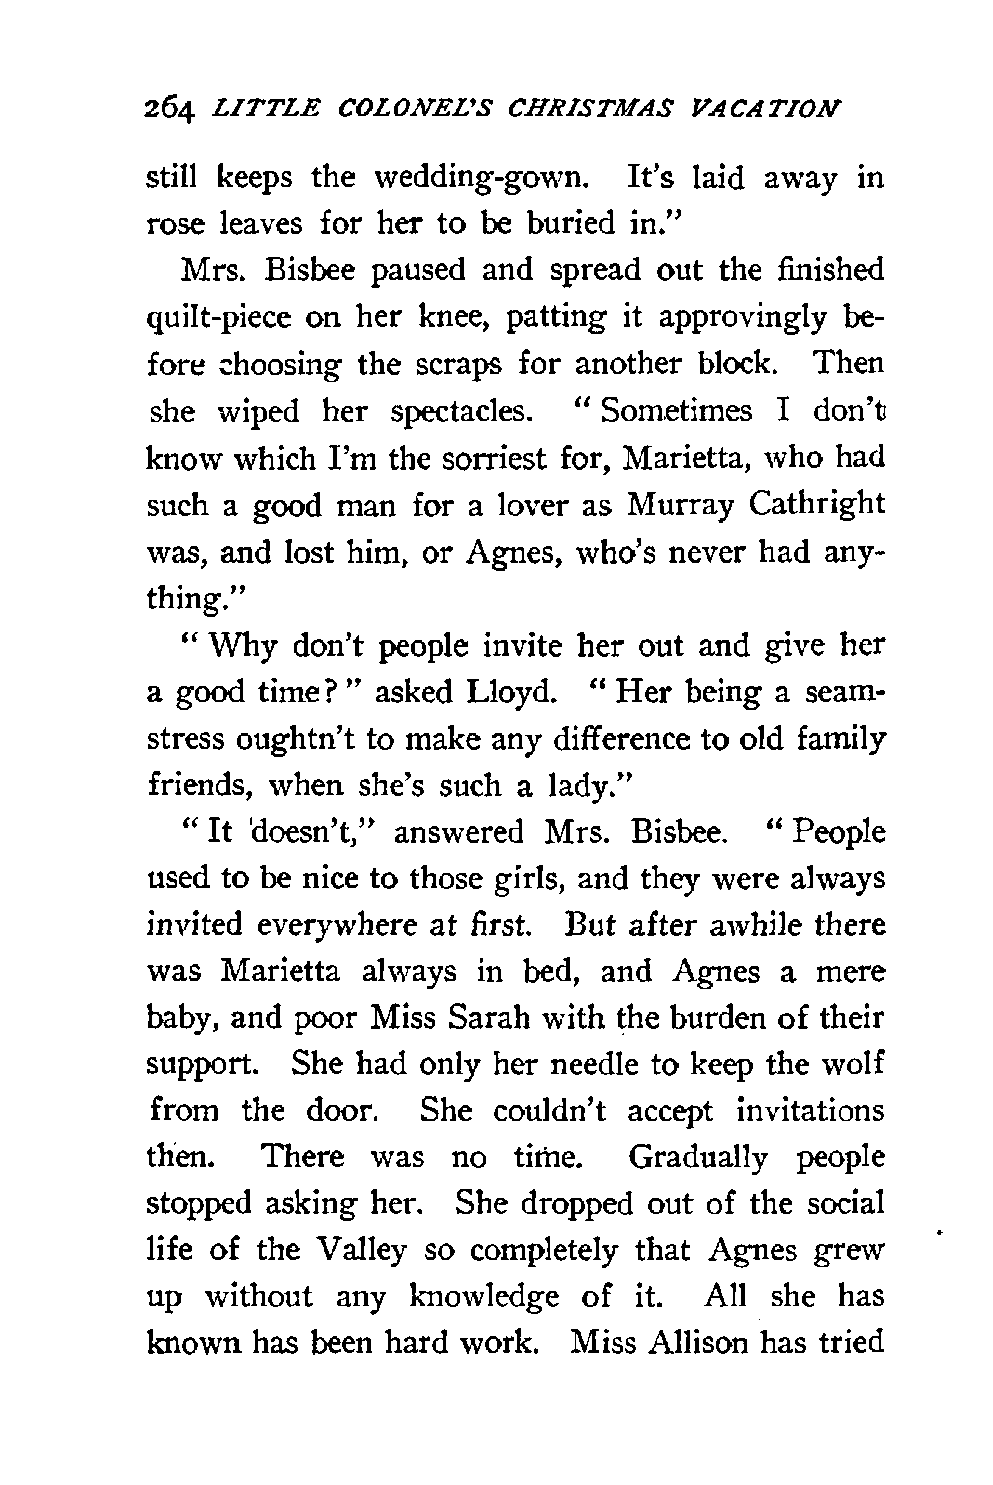 264 LITTLE COLONEL'S CHRISTMAS VACATION
still keeps the wedding-gown. It's laid away in
rose leaves for her to be buried in."
Mrs. Bisbee paused and spread out the finished
quilt-piece on her knee, patting it approvingly be-
fore choosing the scraps for another block. Then
she wiped her spectacles. " Sometimes I don't
know which I'm the sorriest for, Marietta, who had
such a good man for a lover as Murray Cathright
was, and lost him, or Agnes, who's never had any-
thing."
" Why don't people invite her out and give her
a good time? " asked Lloyd. " Her being a seam-
stress oughtn't to make any difference to old family
friends, when she's such a lady."
" It doesn't," answered Mrs. Bisbee. " People
used to be nice to those girls, and they were always
invited everywhere at first. But after awhile there
was Marietta always in bed, and Agnes a mere
baby, and poor Miss Sarah with the burden of their
support. She had only her needle to keep the wolf
from the door. She couldn't accept invitations
then. There was no time. Gradually people
stopped asking her. She dropped out of the social
life of the Valley so completely that Agnes grew
up without any knowledge of it. All she has
known has been hard work. Miss Allison has tried